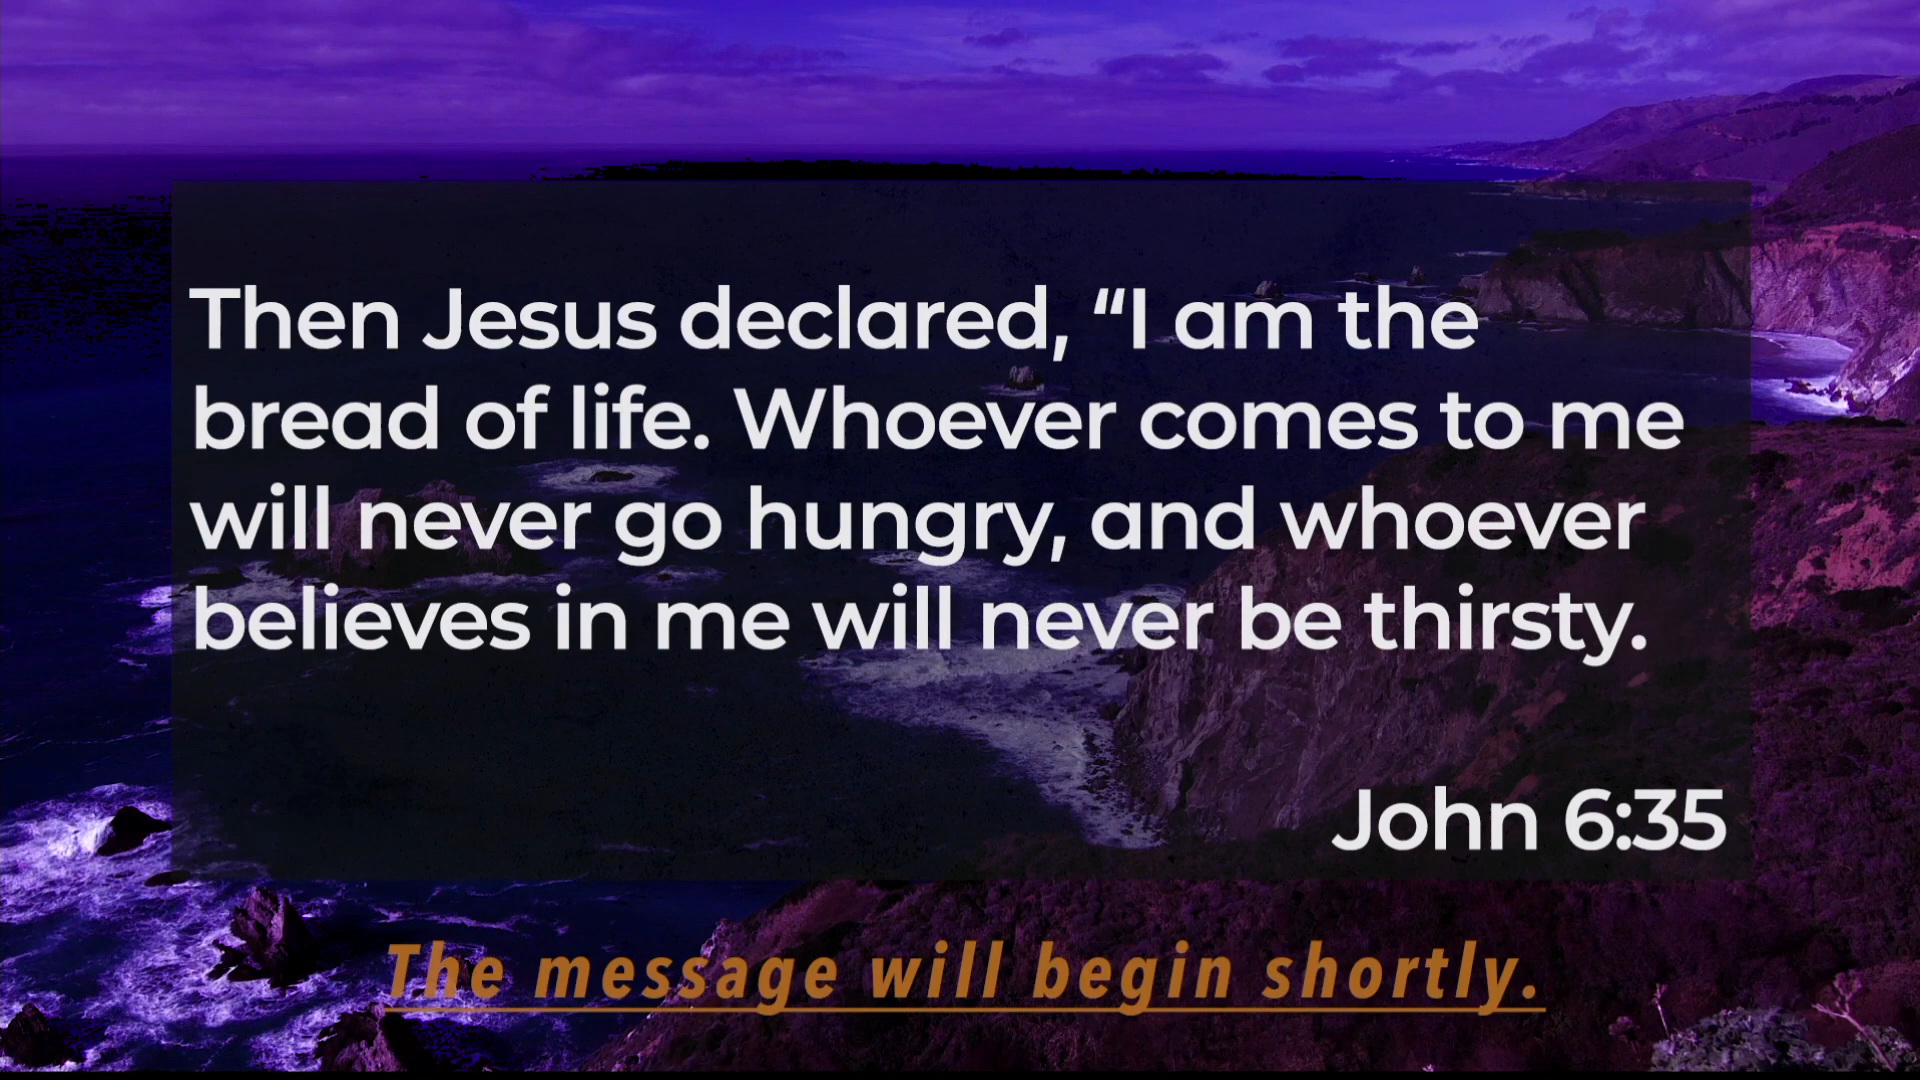 Then Jesus declared, “I am the
bread of life. Whoever comes to me
will never go hungry, and whoever
believes in me will never be thirsty.
John 6:35
The message will begin shortly.